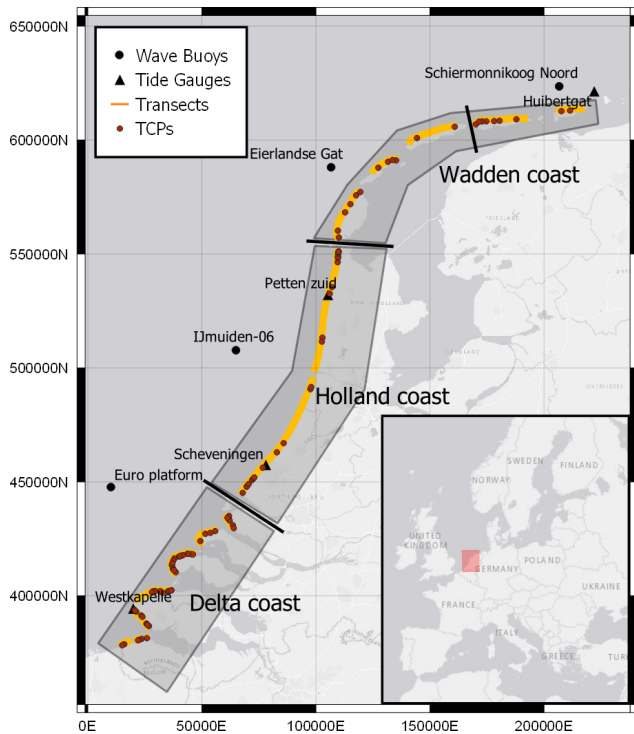 650000N
600000N
550000N
500000N
450000N
400000N
Wave Buoys
Tide Gauges
Transects
TCPs
Schiermonnikoog Noord
Huibertgat
Eierlandse Gat
Wadden coast
Petten zuid
IJmuiden-06
Holland coast
Scheveningen
Euro platform
Westkapelle
Delta coast
SWEDEN
FINLAND
NORWAY
UNITED
KINGDOM
GERMANY
POLAND
UKRAINE
FRANCE
ITALY
GREECE
0E
50000E
100000E
150000E
200000E